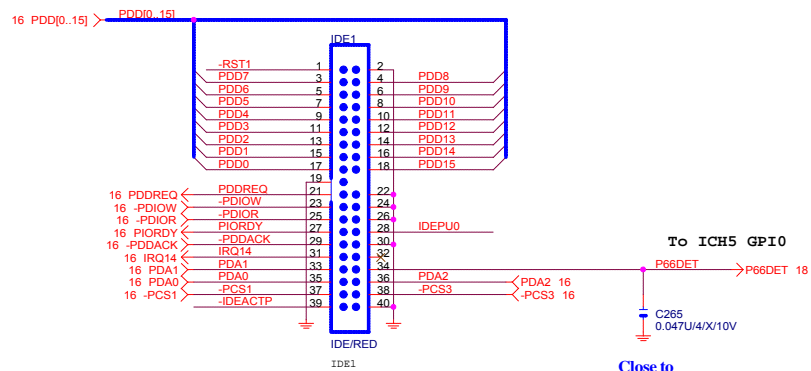 16 PDD[0..15] PDD[0..15]
IDE1
-RST1 1 2
PDD7 3 4 PDD8
PDD6 5 6 PDD9
PDD5 7 8 PDD10
PDD4 9 10 PDD11
PDD3 11 12 PDD12
PDD2 13 14 PDD13
PDD1 15 16 PDD14
PDD0 17 18 PDD15
19
16 PDDREQ PDDREQ 21 22
16 -PDIOW -PDIOW 23 24
16 -PDIOR -PDIOR 25 26
16 PIORDY PIORDY 27 28 IDEPU0
16 -PDDACK -PDDACK 29 30
16 IRQ14 IRQ14 31 32
To ICH5 GPI0
16 PDA1 PDA1 33 34 P66DET P66DET 18
16 PDA0 PDA0 35 36 PDA2 PDA2 16
16 -PCS1 -PCS1 37 38 -PCS3 -PCS3 16
-IDEACTP 39 40
C265
0.047U/4/X/10V
IDE/RED
IDE1
Close to